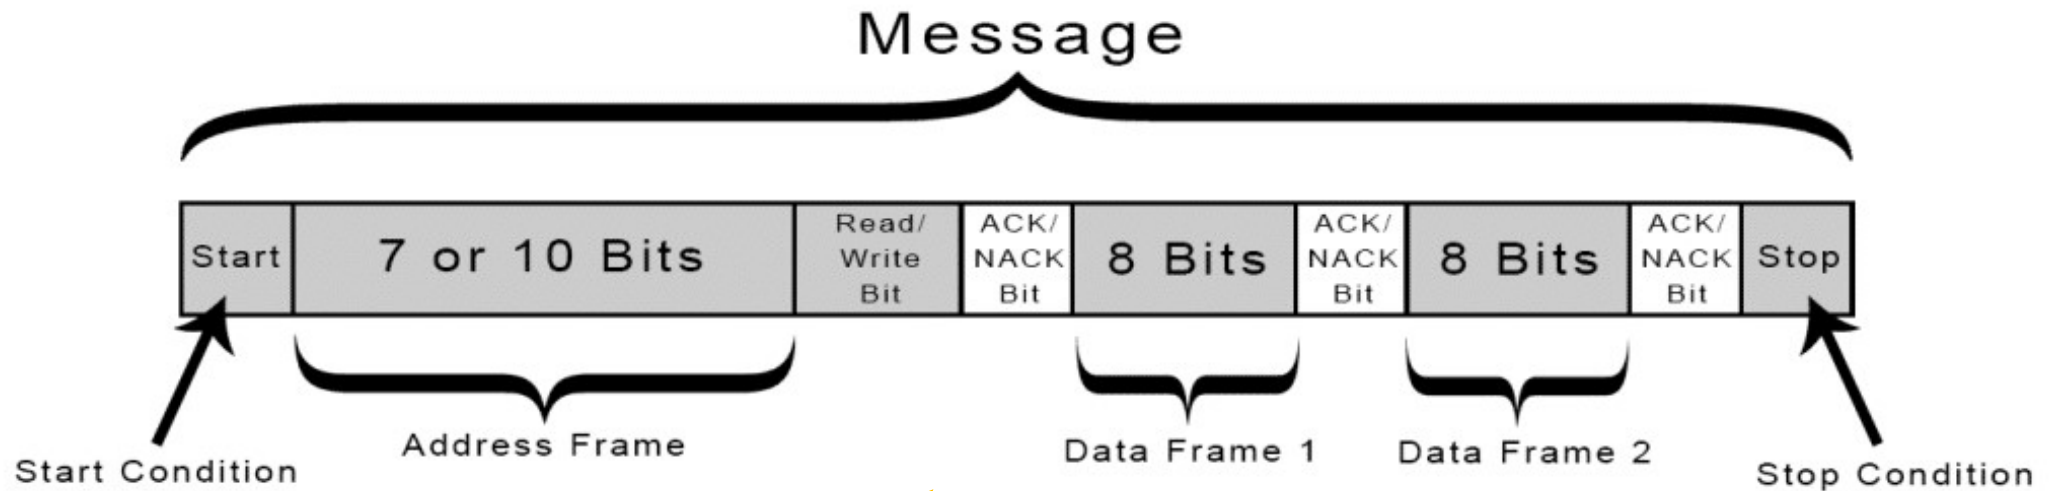 Message
Start
7 or 10 Bits
Read/
Write
Bit
ACK/
NACK
Bit
8 Bits
ACK/
NACK
Bit
8 Bits
ACK/
NACK
Bit
Stop
Start Condition
Address Frame
Data Frame 1
Data Frame 2
Stop Condition